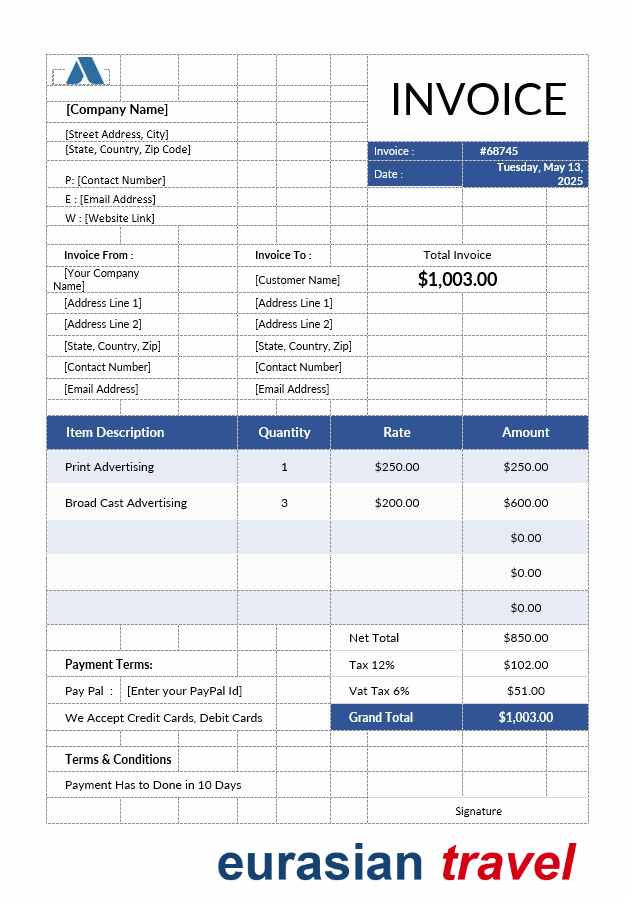 INVOICE
[Company Name]
[Street Address, City]
[State, Country, Zip Code]
Invoice : #68745
P: [Contact Number]
Date : Tuesday, May 13,
2025
E : [Email Address]
W : [Website Link]
Invoice From : Invoice To : Total Invoice
[Your Company
Name] [Customer Name] $1,003.00
[Address Line 1] [Address Line 1]
[Address Line 2] [Address Line 2]
[State, Country, Zip] [State, Country, Zip]
[Contact Number] [Contact Number]
[Email Address] [Email Address]
Item Description Quantity Rate Amount
Print Advertising 1 $250.00 $250.00
Broad Cast Advertising 3 $200.00 $600.00
$0.00
$0.00
$0.00
Net Total $850.00
Payment Terms: Tax 12% $102.00
Pay Pal : [Enter your PayPal Id] Vat Tax 6% $51.00
We Accept Credit Cards, Debit Cards Grand Total $1,003.00
Terms & Conditions
Payment Has to Done in 10 Days
Signature
eurasian travel